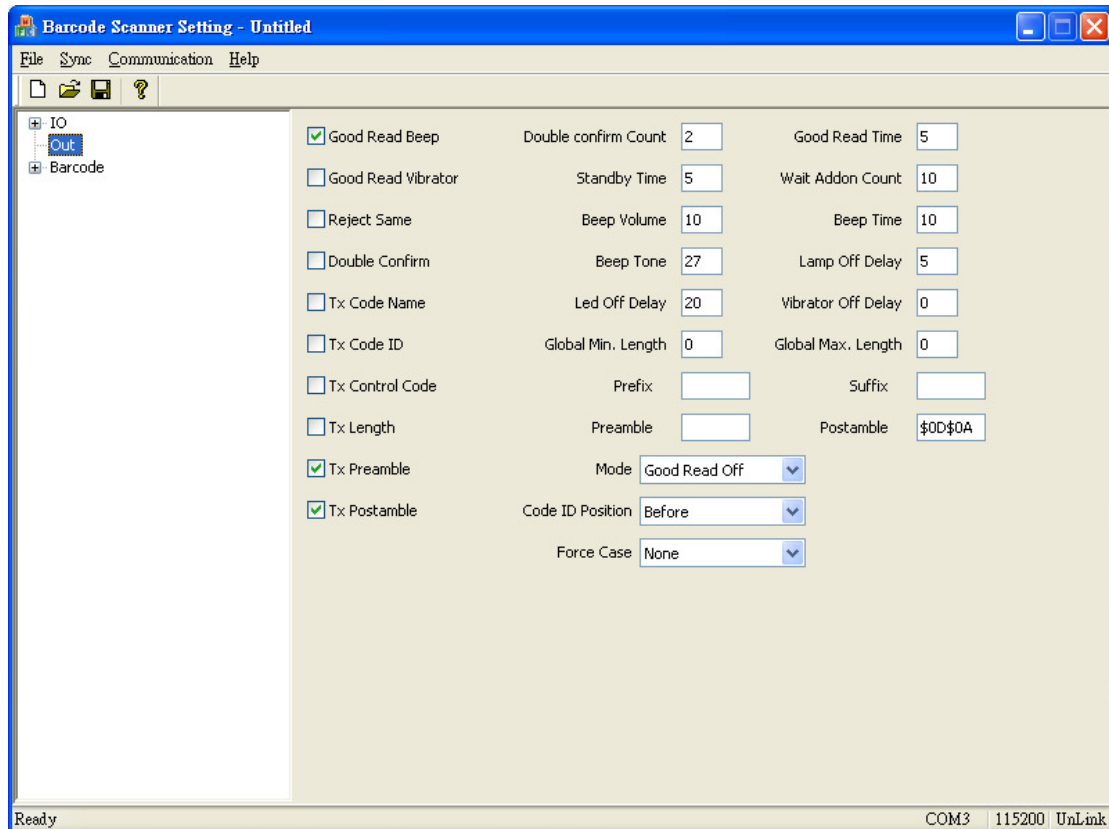 Barcode Scanner Setting - Untitled
File Sync Communication Help
IO
Out
Barcode
Good Read Beep Double confirm Count 2 Good Read Time 5
Good Read Vibrator Standby Time 5 Wait Addon Count 10
Reject Same Beep Volume 10 Beep Time 10
Double Confirm Beep Tone 27 Lamp Off Delay 5
Tx Code Name Led Off Delay 20 Vibrator Off Delay 0
Tx Code ID Global Min. Length 0 Global Max. Length 0
Tx Control Code Prefix Suffix
Tx Length Preamble Postamble $0D$0A
Tx Preamble Mode Good Read Off
Tx Postamble Code ID Position Before
Force Case None
Ready COM3 115200 UnLink